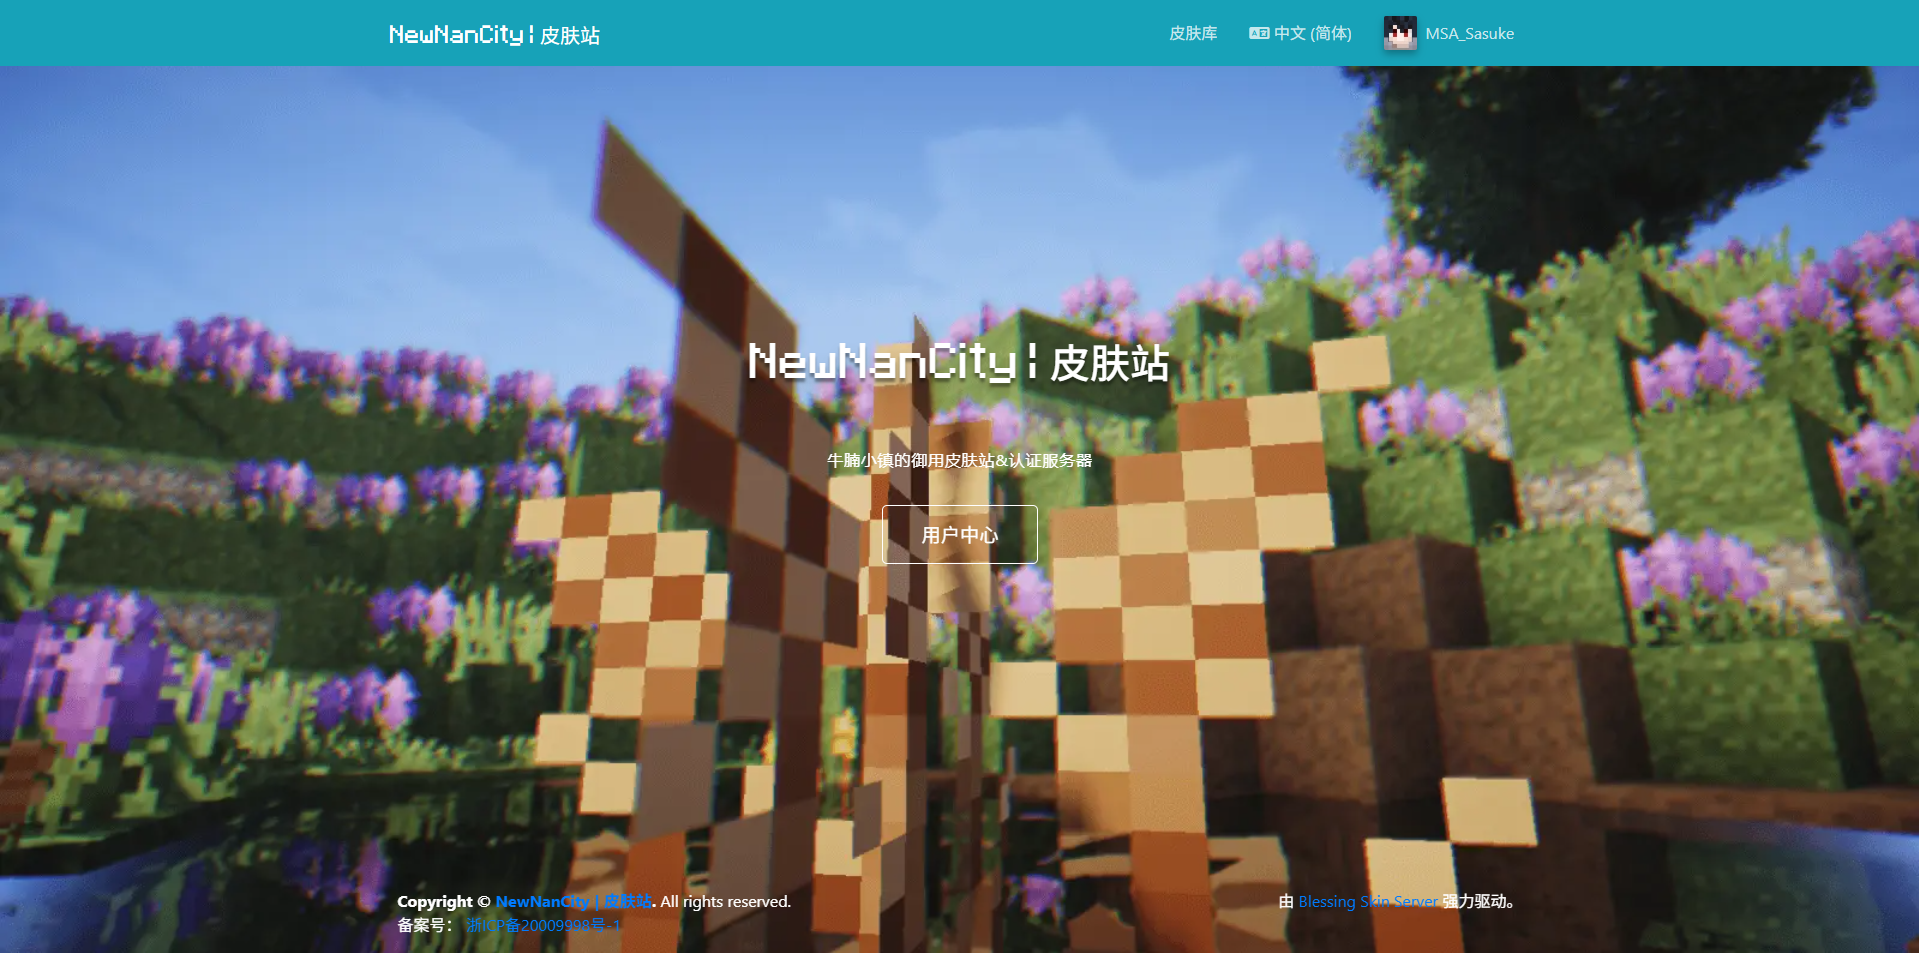 NewNanCity | 皮肤站
皮肤库
中文 (简体)
MSA_Sasuke
NewNanCity | 皮肤站
牛腩小镇的御用皮肤站&认证服务器
用户中心
Copyright © NewNanCity | 皮肤站. All rights reserved.
由 Blessing Skin Server 强力驱动。
备案号： 浙ICP备20009998号-1